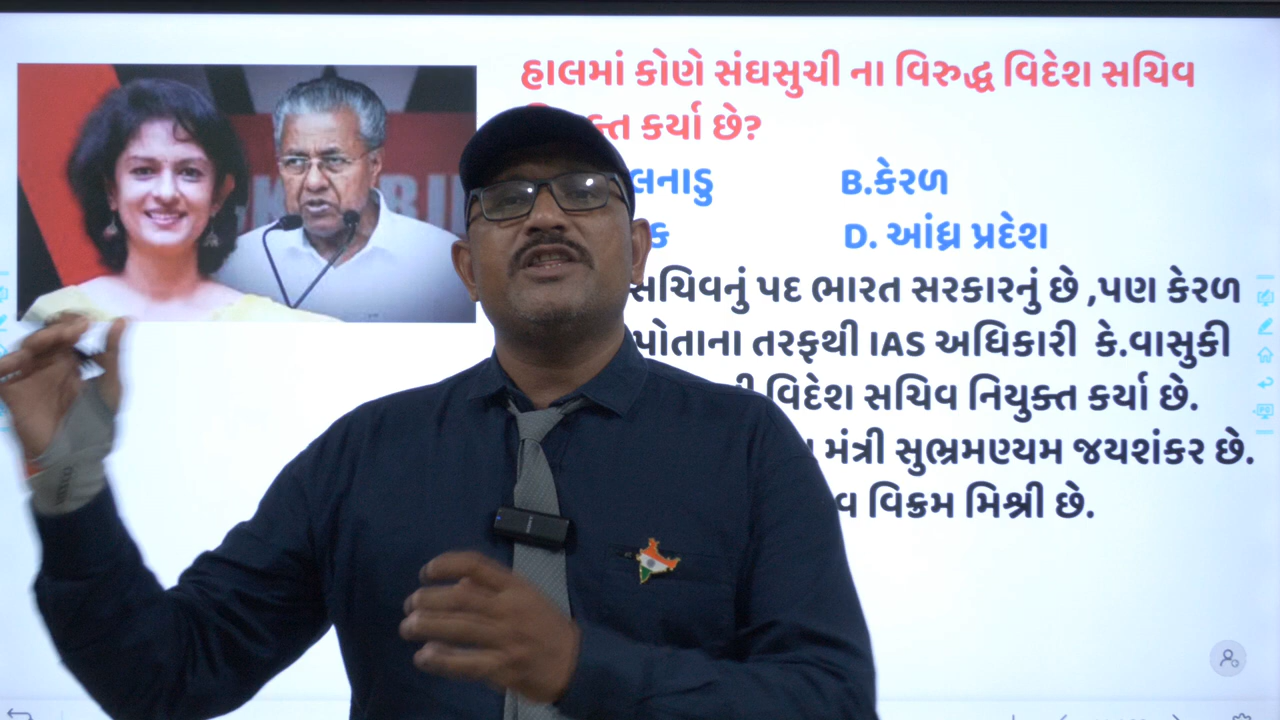 હાલમાં કોણે સંઘસુચી ના વિરુદ્ધ વિદેશ સચિવ
કર્યા છે?
B.કેરળ
D. આંધ્ર પ્રદેશ
સચિવનું પદ ભારત સરકારનું છે ,પણ કેરળ
પોતાના તરફથી IAS અધિકારી કે.વાસુકી
વિદેશ સચિવ નિયુક્ત કર્યા છે.
મંત્રી સુભ્રમણ્યમ જયશંકર છે.
વિક્રમ મિશ્રી છે.